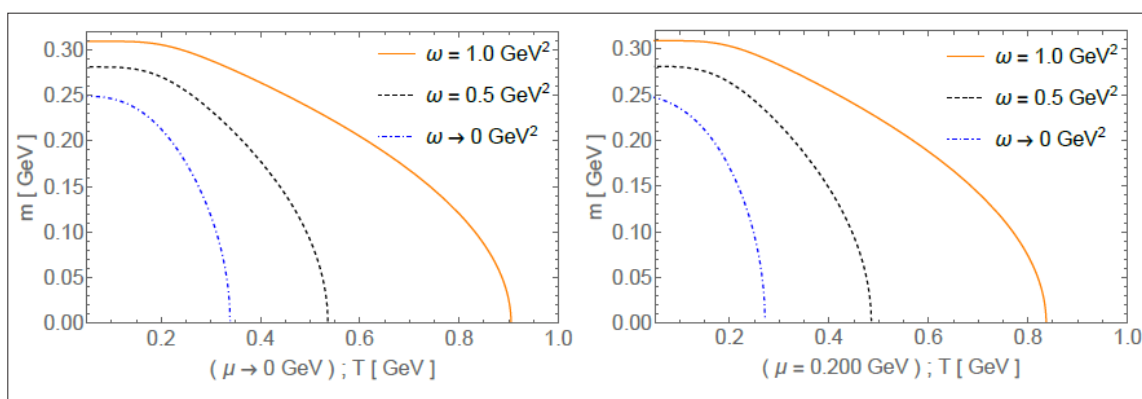 m [ GeV ]
0.30
0.25
0.20
0.15
0.10
0.05
0.00
ω = 1.0 GeV²
ω = 0.5 GeV²
ω → 0 GeV²
0.2 0.4 0.6 0.8 1.0
( μ → 0 GeV ) ; T [ GeV ]
m [ GeV ]
0.30
0.25
0.20
0.15
0.10
0.05
0.00
ω = 1.0 GeV²
ω = 0.5 GeV²
ω → 0 GeV²
0.2 0.4 0.6 0.8 1.0
( μ = 0.200 GeV ) ; T [ GeV ]